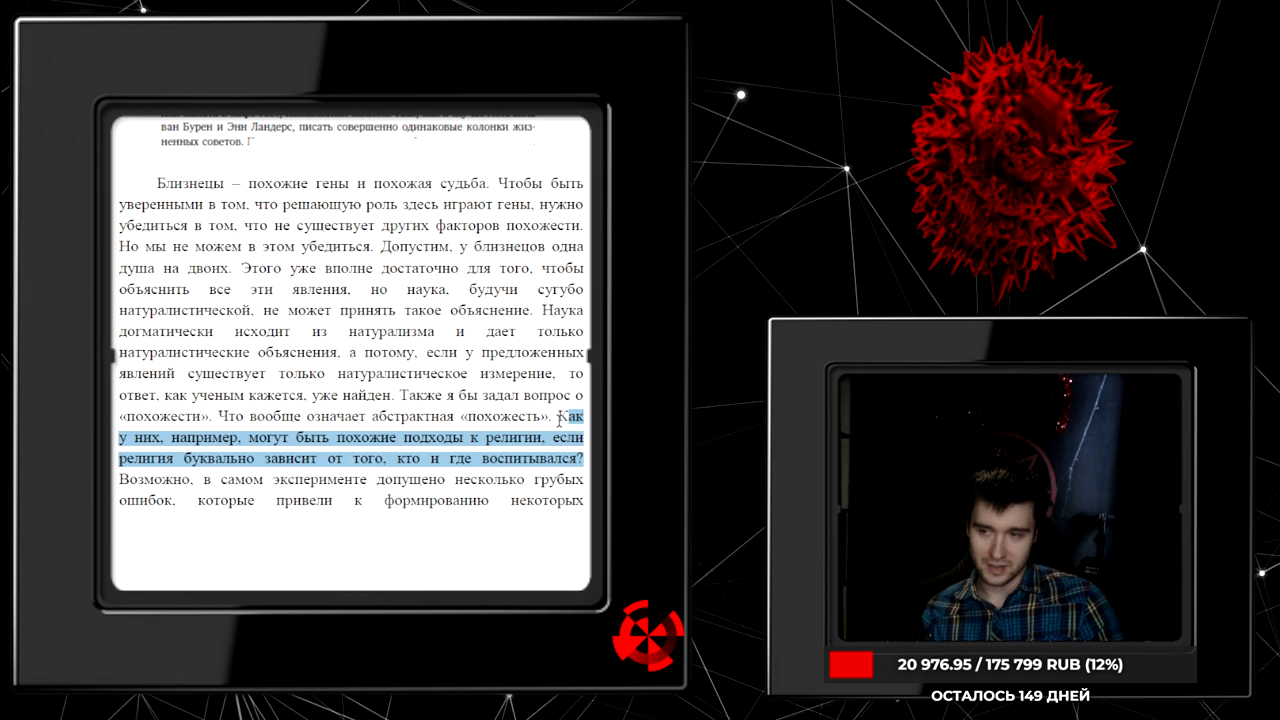 ван Бурен и Энн Ландерс, писать совершенно одинаковые колонки жиз-
ненных советов.
Близнецы – похожие гены и похожая судьба. Чтобы быть
уверенными в том, что решающую роль здесь играют гены, нужно
убедиться в том, что не существует других факторов похожести.
Но мы не можем в этом убедиться. Допустим, у близнецов одна
душа на двоих. Этого уже вполне достаточно для того, чтобы
объяснить все эти явления, но наука, будучи сугубо
натуралистической, не может принять такое объяснение. Наука
догматически исходит из натурализма и дает только
натуралистические объяснения, а потому, если у предложенных
явлений существует только натуралистическое измерение, то
ответ, как ученым кажется, уже найден. Также я бы задал вопрос о
«похожести». Что вообще означает абстрактная «похожесть». Как
у них, например, могут быть похожие подходы к религии, если
религия буквально зависит от того, кто и где воспитывался?
Возможно, в самом эксперименте допущено несколько грубых
ошибок, которые привели к формированию некоторых
20 976.95 / 175 799 RUB (12%)
ОСТАЛОСЬ 149 ДНЕЙ